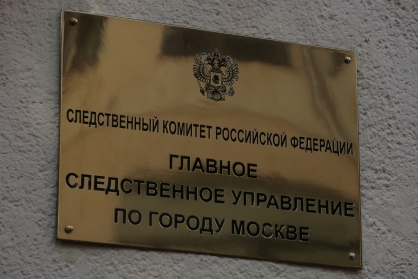 СЛЕДСТВЕННЫЙ КОМИТЕТ РОССИЙСКОЙ ФЕДЕРАЦИИ
ГЛАВНОЕ
СЛЕДСТВЕННОЕ УПРАВЛЕНИЕ
ПО ГОРОДУ МОСКВЕ